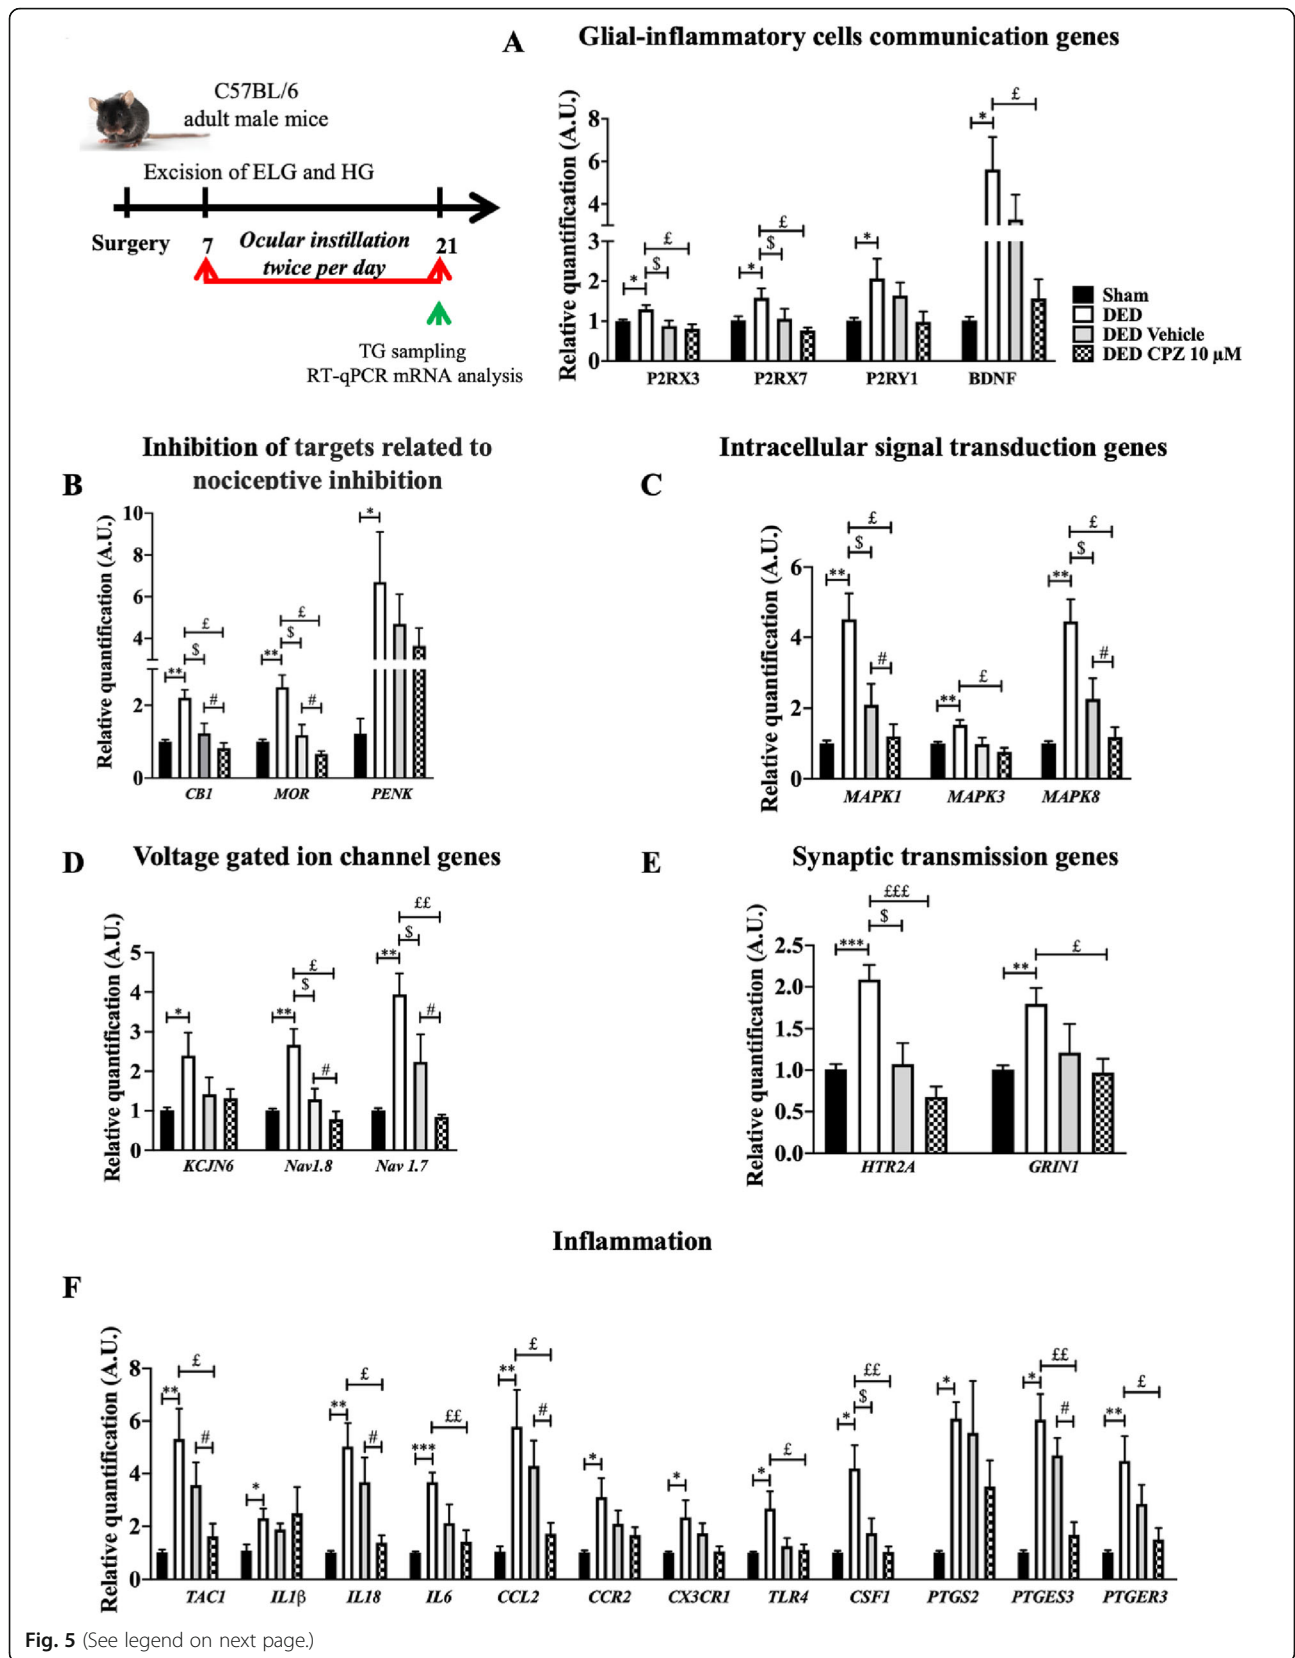 C57BL/6
adult male mice
Excision of ELG and HG
Surgery 7 Ocular instillation 21
twice per day
TG sampling
RT-qPCR mRNA analysis
A Glial-inflammatory cells communication genes
Relative quantification (A.U.)
8
6
4
3
2
1
0
* $ £ * $ £ * * £
P2RX3 P2RX7 P2RY1 BDNF
Sham
DED
DED Vehicle
DED CPZ 10 µM
B Inhibition of targets related to
nociceptive inhibition
Relative quantification (A.U.)
10
8
6
4
2
0
** $ £ # ** $ £ # *
CB1 MOR PENK
C Intracellular signal transduction genes
Relative quantification (A.U.)
6
4
2
0
** $ £ # ** £ ** $ £ #
MAPK1 MAPK3 MAPK8
D Voltage gated ion channel genes
Relative quantification (A.U.)
5
4
3
2
1
0
* ** $ £ # ** $ ££ #
KCJN6 Nav1.8 Nav 1.7
E Synaptic transmission genes
Relative quantification (A.U.)
2.5
2.0
1.5
1.0
0.5
0.0
*** $ £££ ** £
HTR2A GRIN1
Inflammation
F
Relative quantification (A.U.)
8
6
4
2
0
** £ # * ** £ # *** ££ ** £ # * * * £ * $ ££ * * ££ # ** £
TAC1 IL1β IL18 IL6 CCL2 CCR2 CX3CR1 TLR4 CSF1 PTGS2 PTGES3 PTGER3
Fig. 5 (See legend on next page.)